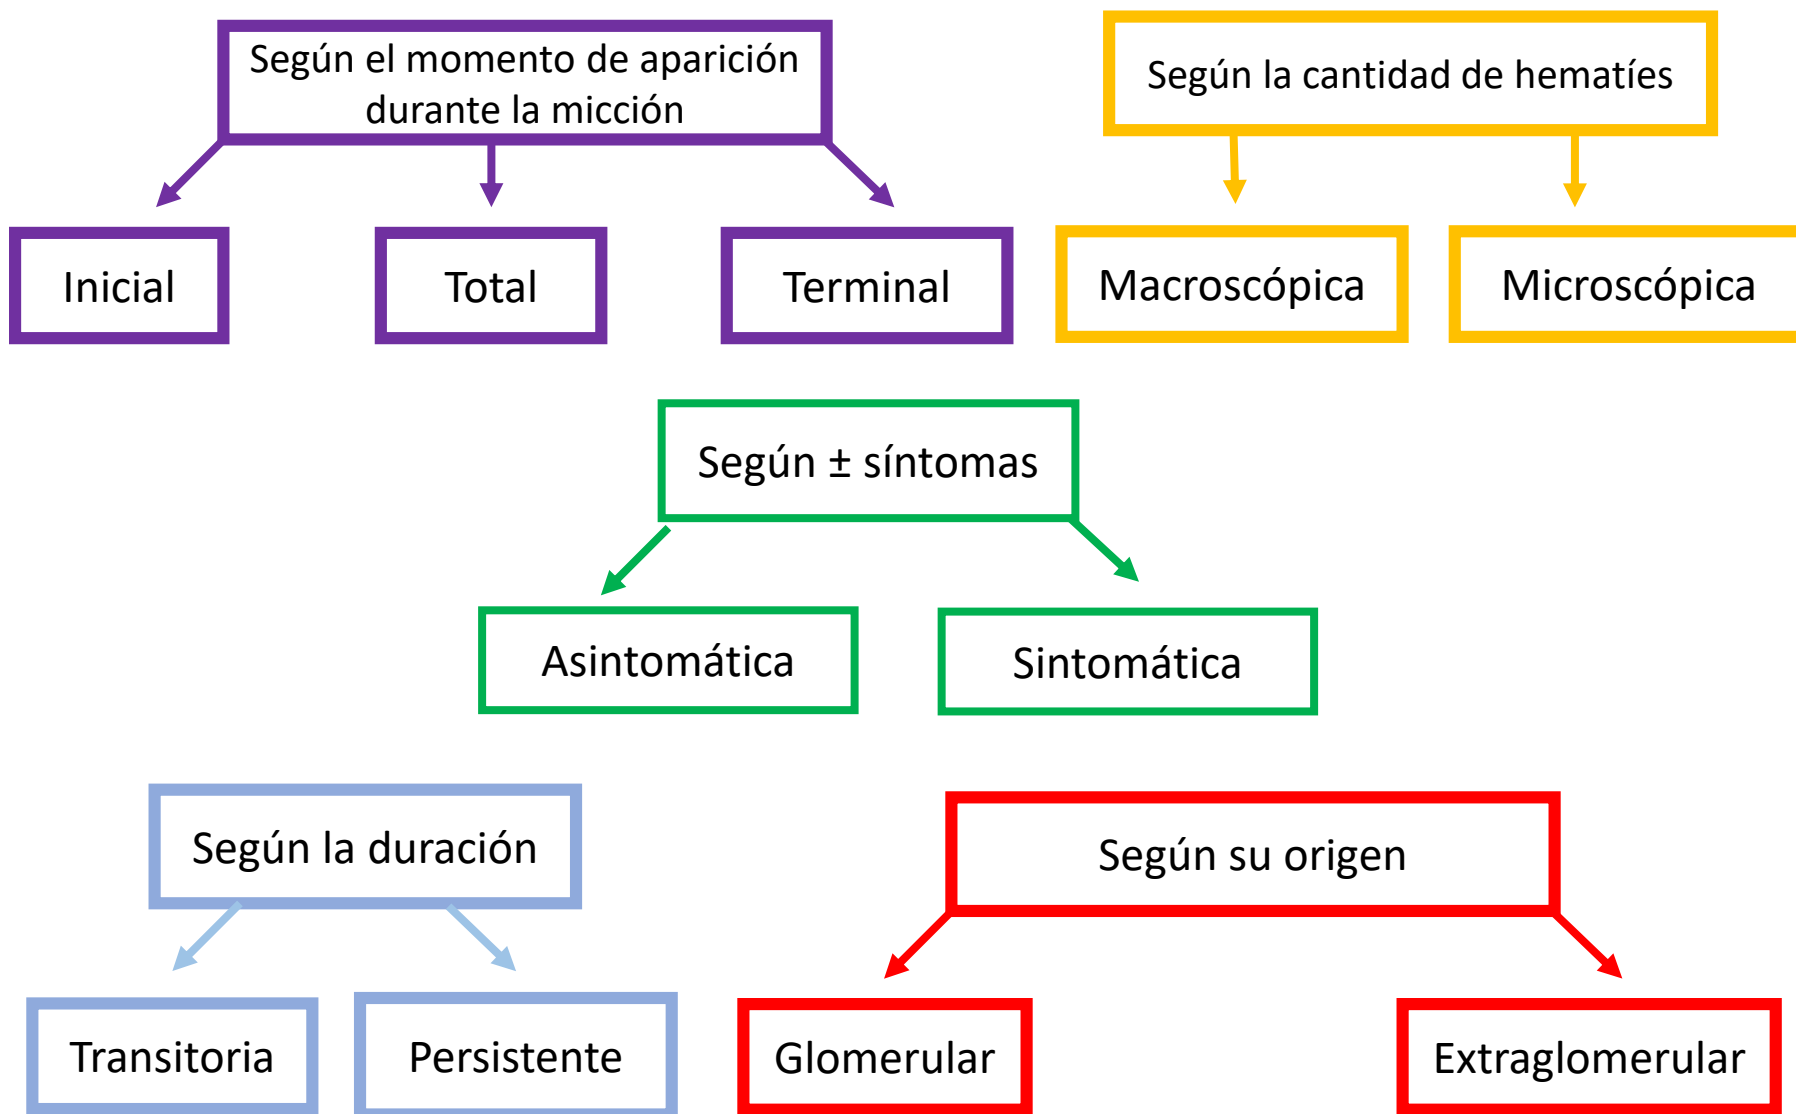 Según el momento de aparición
durante la micción
Según la cantidad de hematíes
Inicial
Total
Terminal
Macroscópica
Microscópica
Según ± síntomas
Asintomática
Sintomática
Según la duración
Según su origen
Transitoria
Persistente
Glomerular
Extraglomerular